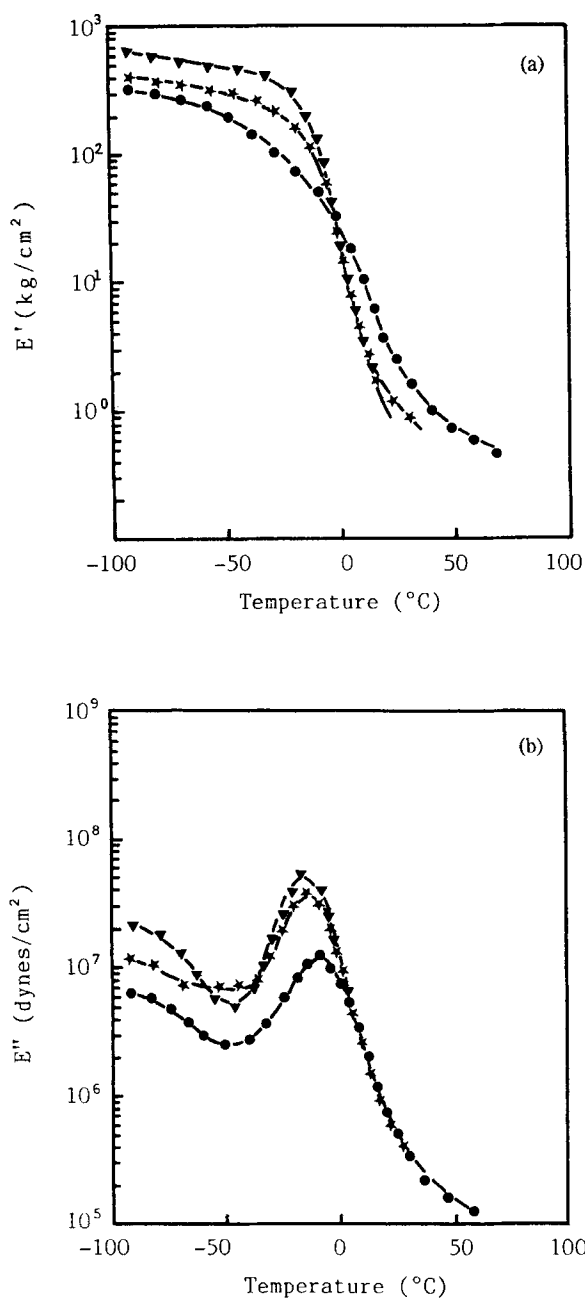 (a)
10³
10²
10¹
10⁰
E'(kg/cm²)
-100 -50 0 50 100
Temperature (°C)
(b)
10⁹
10⁸
10⁷
10⁶
10⁵
E" (dynes/cm²)
-100 -50 0 50 100
Temperature (°C)